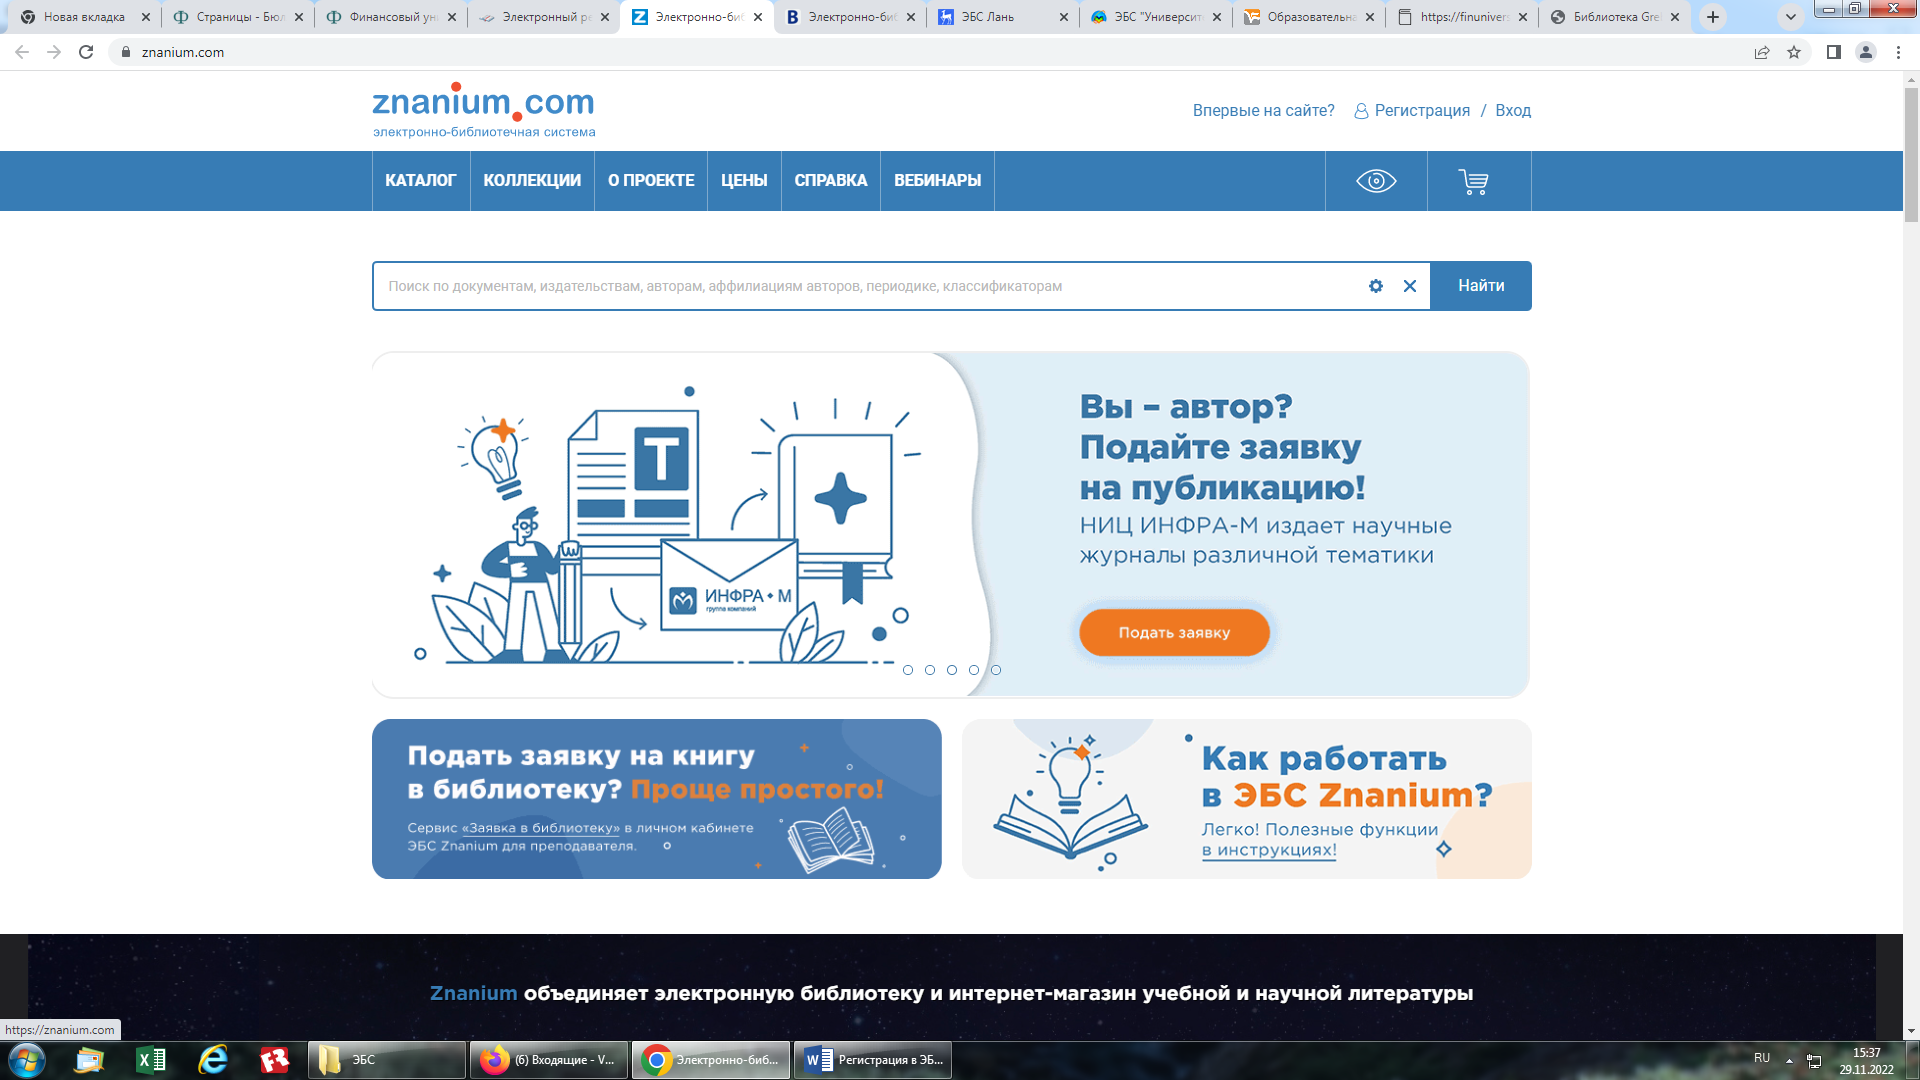 Новая вкладка
Страницы - Бюл
Финансовый ун
Электронный ре
Электронно-биб
Электронно-биб
ЭБС Лань
ЭБС "Университ
Образовательна
https://finunivers
Библиотека Gre
znanium.com
znanium.com
электронно-библиотечная система
Впервые на сайте?
Регистрация / Вход
КАТАЛОГ
КОЛЛЕКЦИИ
О ПРОЕКТЕ
ЦЕНЫ
СПРАВКА
ВЕБИНАРЫ
Поиск по документам, издательствам, авторам, аффилиациям авторов, периодике, классификаторам
Найти
Вы – автор?
Подайте заявку
на публикацию!
НИЦ ИНФРА-М издает научные
журналы различной тематики
Т
ИНФРА • М
группа компаний
Подать заявку
Подать заявку на книгу
в библиотеку? Проще простого!
Сервис «Заявка в библиотеку» в личном кабинете
ЭБС Znanium для преподавателя.
Как работать
в ЭБС Znanium?
Легко! Полезные функции
в инструкциях!
Znanium объединяет электронную библиотеку и интернет-магазин учебной и научной литературы
https://znanium.com
ЭБС
(6) Входящие - V...
Электронно-биб...
Регистрация в ЭБ...
RU
15:37
29.11.2022